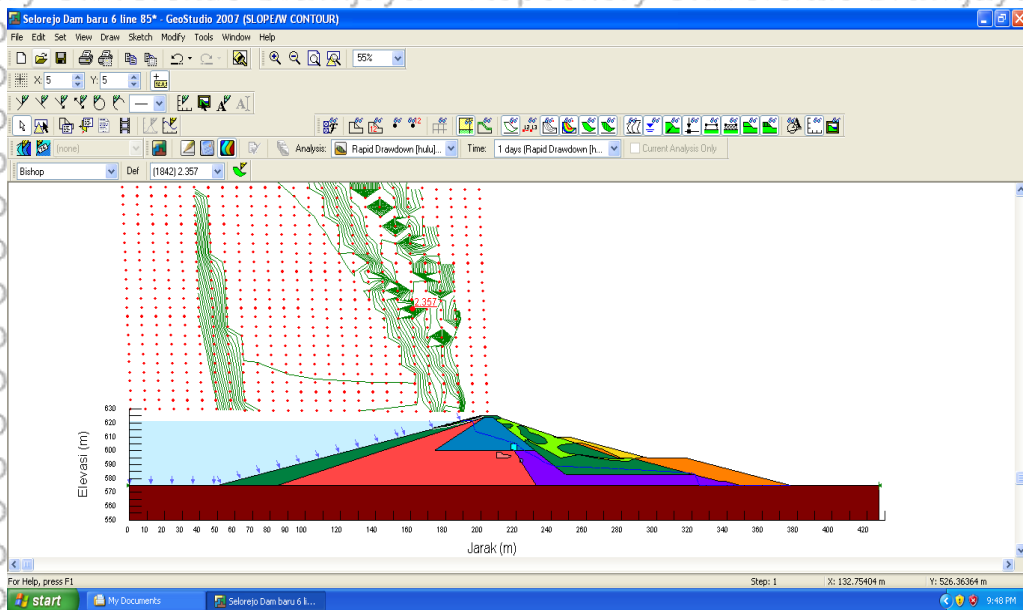 Selorejo Dam baru 6 line 85* - GeoStudio 2007 (SLOPE/W CONTOUR)
File Edit Set View Draw Sketch Modify Tools Window Help
55%
X: 5 Y: 5
(none) Analysis: Rapid Drawdown [hulu]... Time: 1 days (Rapid Drawdown [h... Current Analysis Only
Bishop Def (1842) 2.357
2.357
630
620
610
600
590
580
570
560
550
Elevasi (m)
0 10 20 30 40 50 60 70 80 90 100 120 140 160 180 200 220 240 260 280 300 320 340 360 380 400 420
Jarak (m)
For Help, press F1 Step: 1 X: 132.75404 m Y: 526.36364 m
start My Documents Selorejo Dam baru 6 li... 9:48 PM